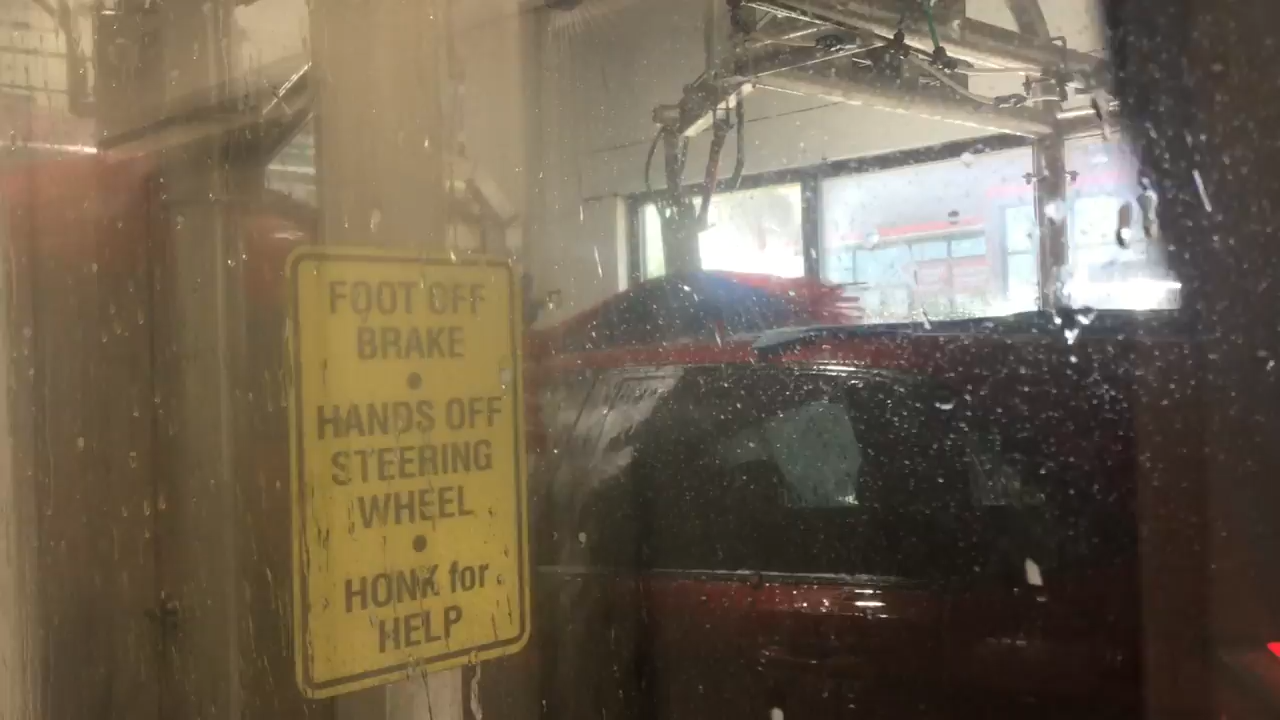 FOOT OFF
BRAKE
•
HANDS OFF
STEERING
WHEEL
•
HONK for
HELP